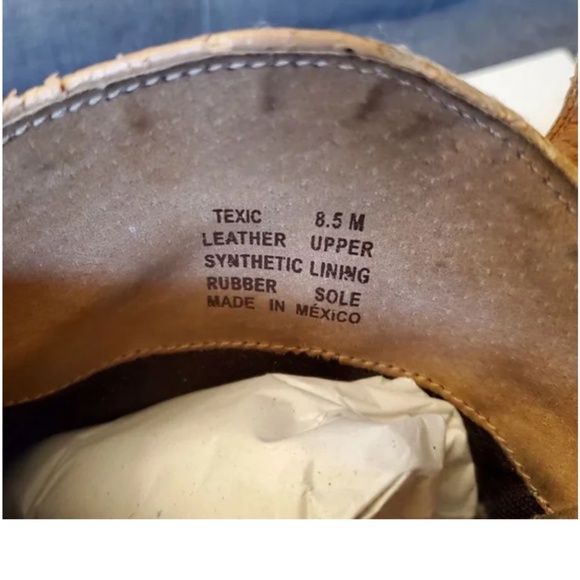 TEXIC 8.5 M
LEATHER UPPER
SYNTHETIC LINING
RUBBER SOLE
MADE IN MÉXiCO